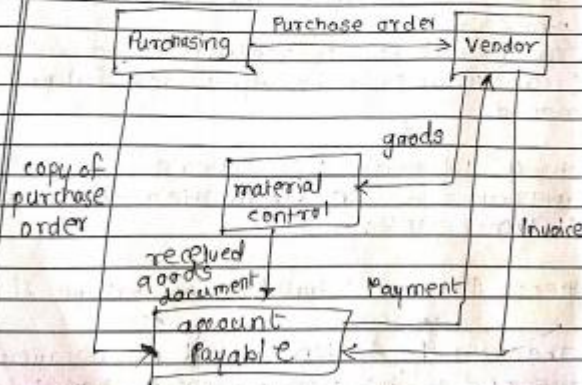 Purchase order
Purchasing
Vendor
goods
copy of
purchase
order
material
control
Invoice
received
goods
document
Payment
account
Payable